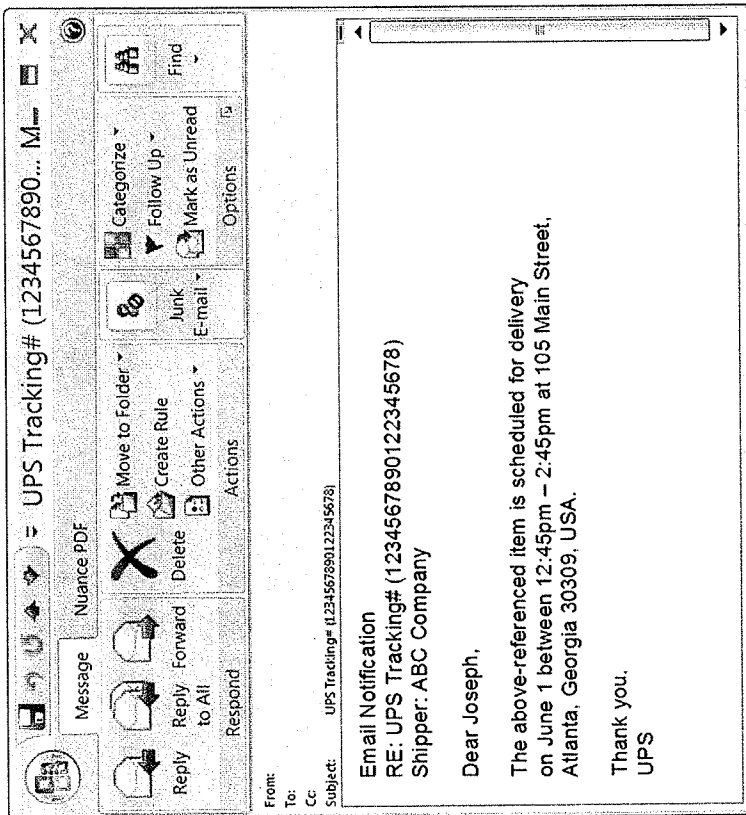 UPS Tracking# (1234567890... M
Message
Nuance PDF
Reply
Reply to All
Forward
Respond
Delete
Move to Folder
Create Rule
Other Actions
Actions
Junk E-mail
Categorize
Follow Up
Mark as Unread
Options
Find
From:
To:
Cc:
Subject: UPS Tracking# (1234567890122345678)
Email Notification
RE: UPS Tracking# (1234567890122345678)
Shipper: ABC Company
Dear Joseph,
The above-referenced item is scheduled for delivery
on June 1 between 12:45pm – 2:45pm at 105 Main Street,
Atlanta, Georgia 30309, USA.
Thank you,
UPS